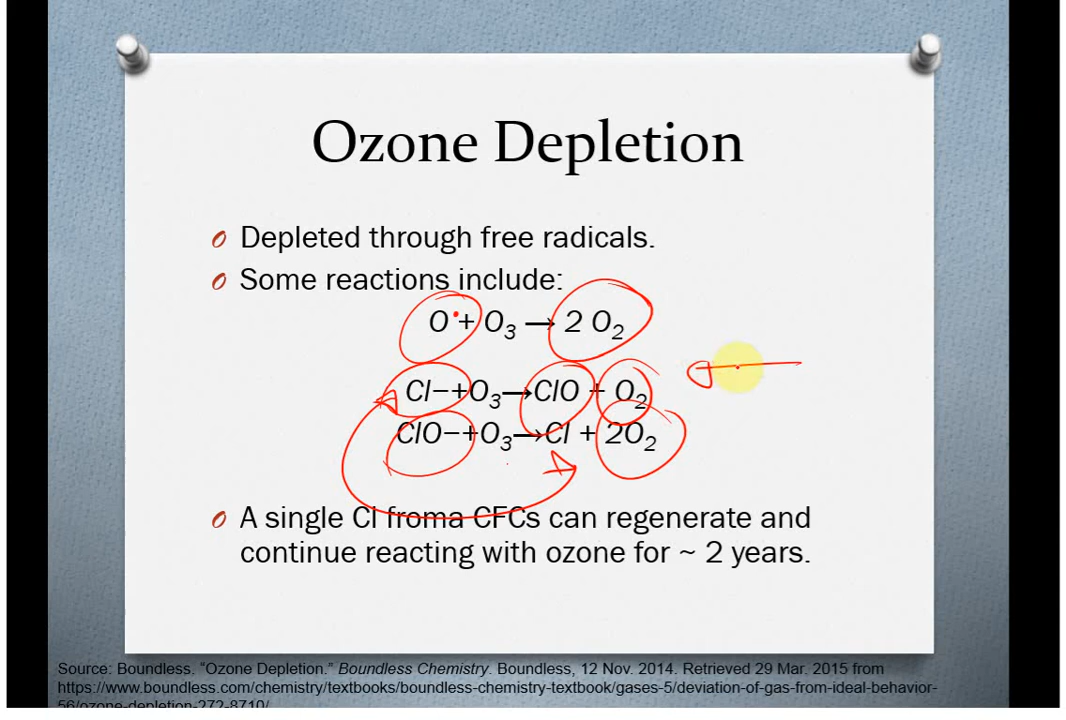 Ozone Depletion
Depleted through free radicals.
Some reactions include:
O• + O₃ → 2 O₂
Cl– + O₃ → ClO + O₂
ClO– + O₃ → Cl + 2O₂
A single Cl froma CFCs can regenerate and
continue reacting with ozone for ~ 2 years.
Source: Boundless. “Ozone Depletion.” Boundless Chemistry. Boundless, 12 Nov. 2014. Retrieved 29 Mar. 2015 from
https://www.boundless.com/chemistry/textbooks/boundless-chemistry-textbook/gases-5/deviation-of-gas-from-ideal-behavior-
56/ozone-depletion-272-8710/